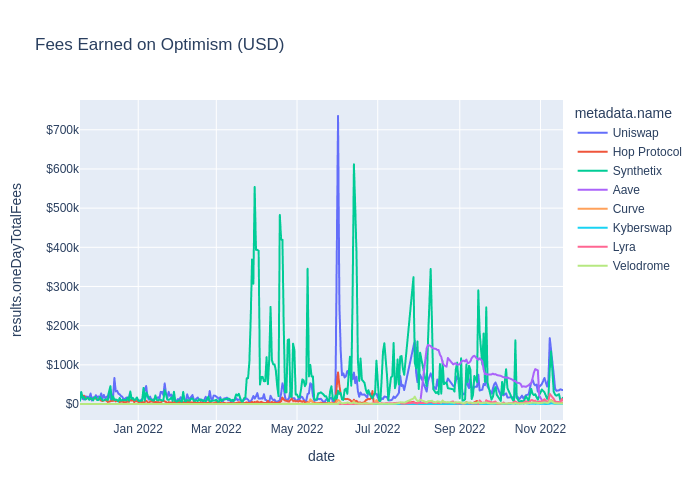 Fees Earned on Optimism (USD)
metadata.name
Uniswap
Hop Protocol
Synthetix
Aave
Curve
Kyberswap
Lyra
Velodrome
results.oneDayTotalFees
$700k
$600k
$500k
$400k
$300k
$200k
$100k
$0
Jan 2022
Mar 2022
May 2022
Jul 2022
Sep 2022
Nov 2022
date